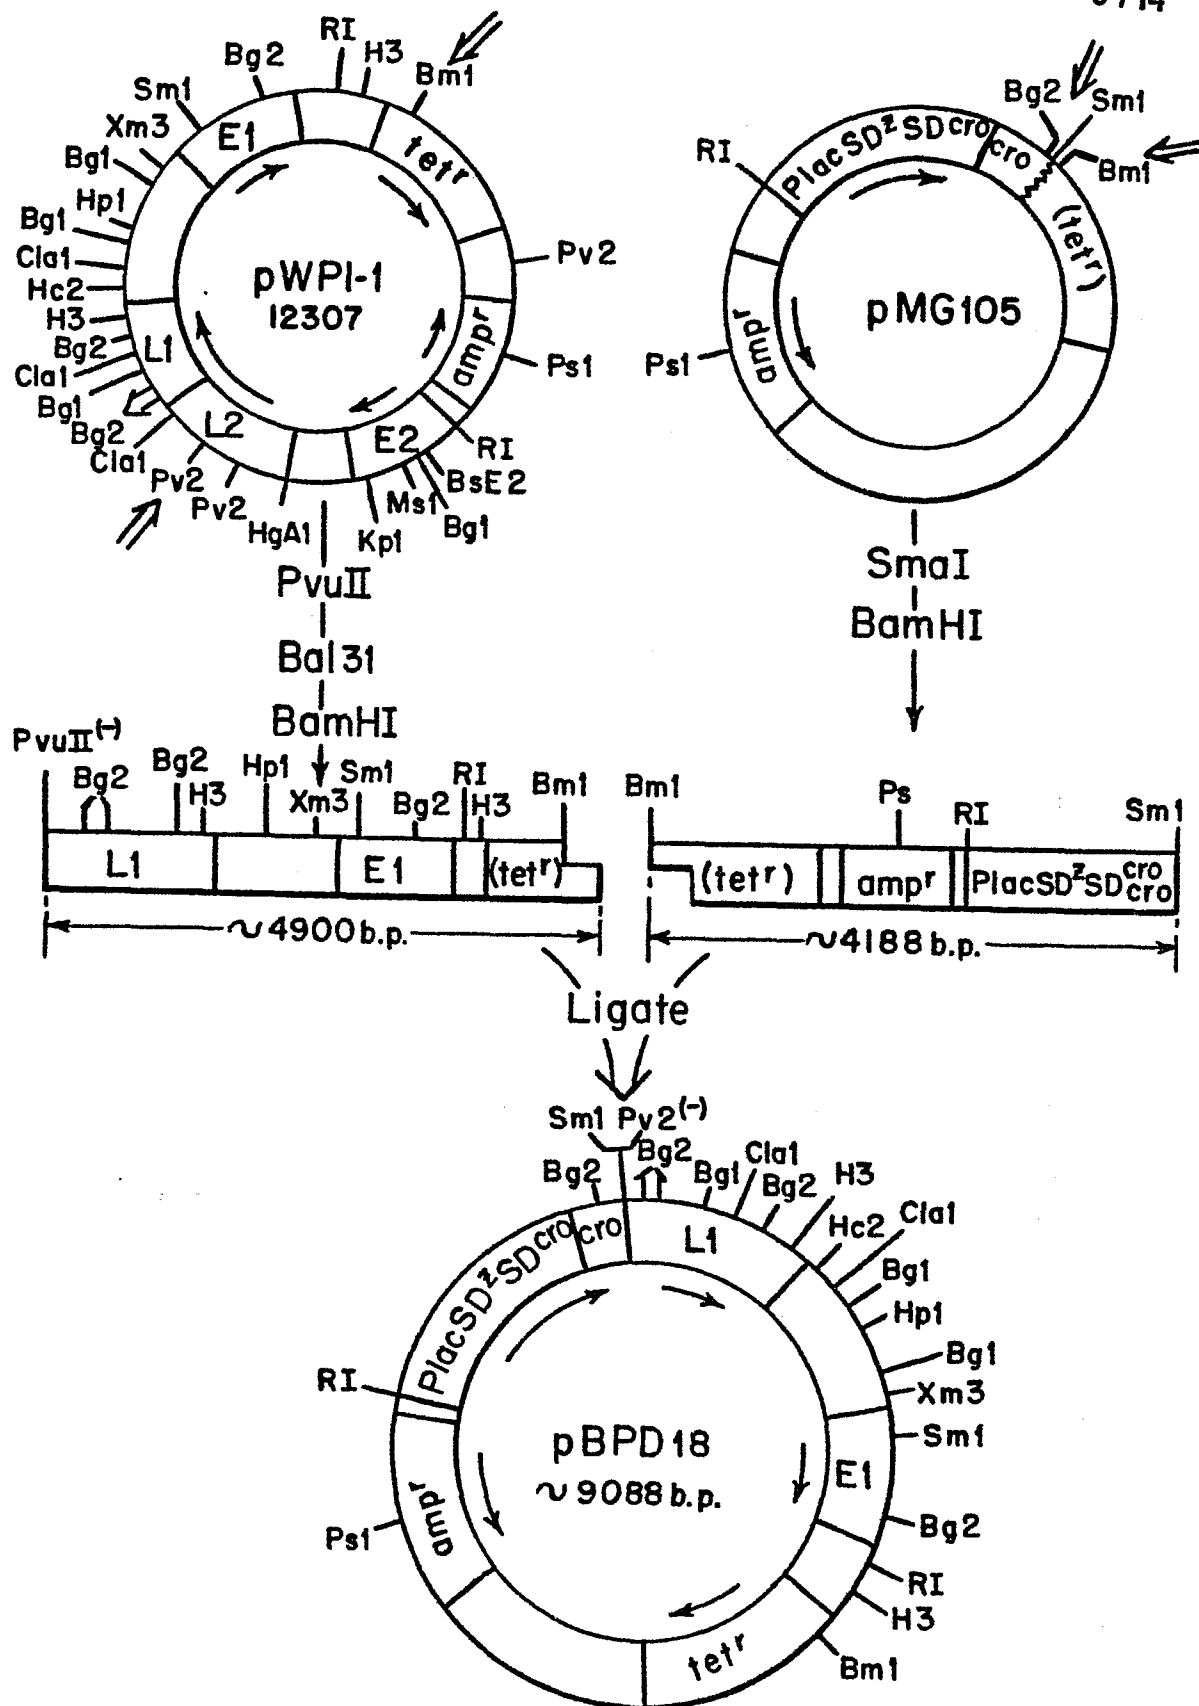 RI
Bg2
H3
Bm1
Sm1
Xm3
Bg1
Hp1
Bg1
Cla1
Hc2
H3
Bg2
Cla1
Bg1
Bg2
Cla1
Pv2
Pv2
HgA1
Kp1
Ms1
Bg1
BsE2
RI
Ps1
Pv2
E1
tetr
ampr
E2
L2
L1
pWPI-1
12307
Bg2
Sm1
Bm1
RI
Ps1
PlacSDzSDcro
cro
(tetr)
ampr
pMG105
PvuII
Bal31
BamHI
SmaI
BamHI
PvuII(-)
Bg2
Bg2
H3
Hp1
Xm3
Sm1
Bg2
RI
H3
Bm1
L1
E1
(tetr)
~4900 b.p.
Bm1
Ps
RI
Sm1
(tetr)
ampr
PlacSDzSDcro
cro
~4188 b.p.
Ligate
Sm1 Pv2(-)
Bg2
Bg2
Bg1
Cla1
Bg2
H3
Hc2
Cla1
Bg1
Hp1
Bg1
Xm3
Sm1
Bg2
RI
H3
Bm1
Ps1
RI
PlacSDzSDcro
cro
L1
E1
tetr
ampr
pBPD18
~9088 b.p.